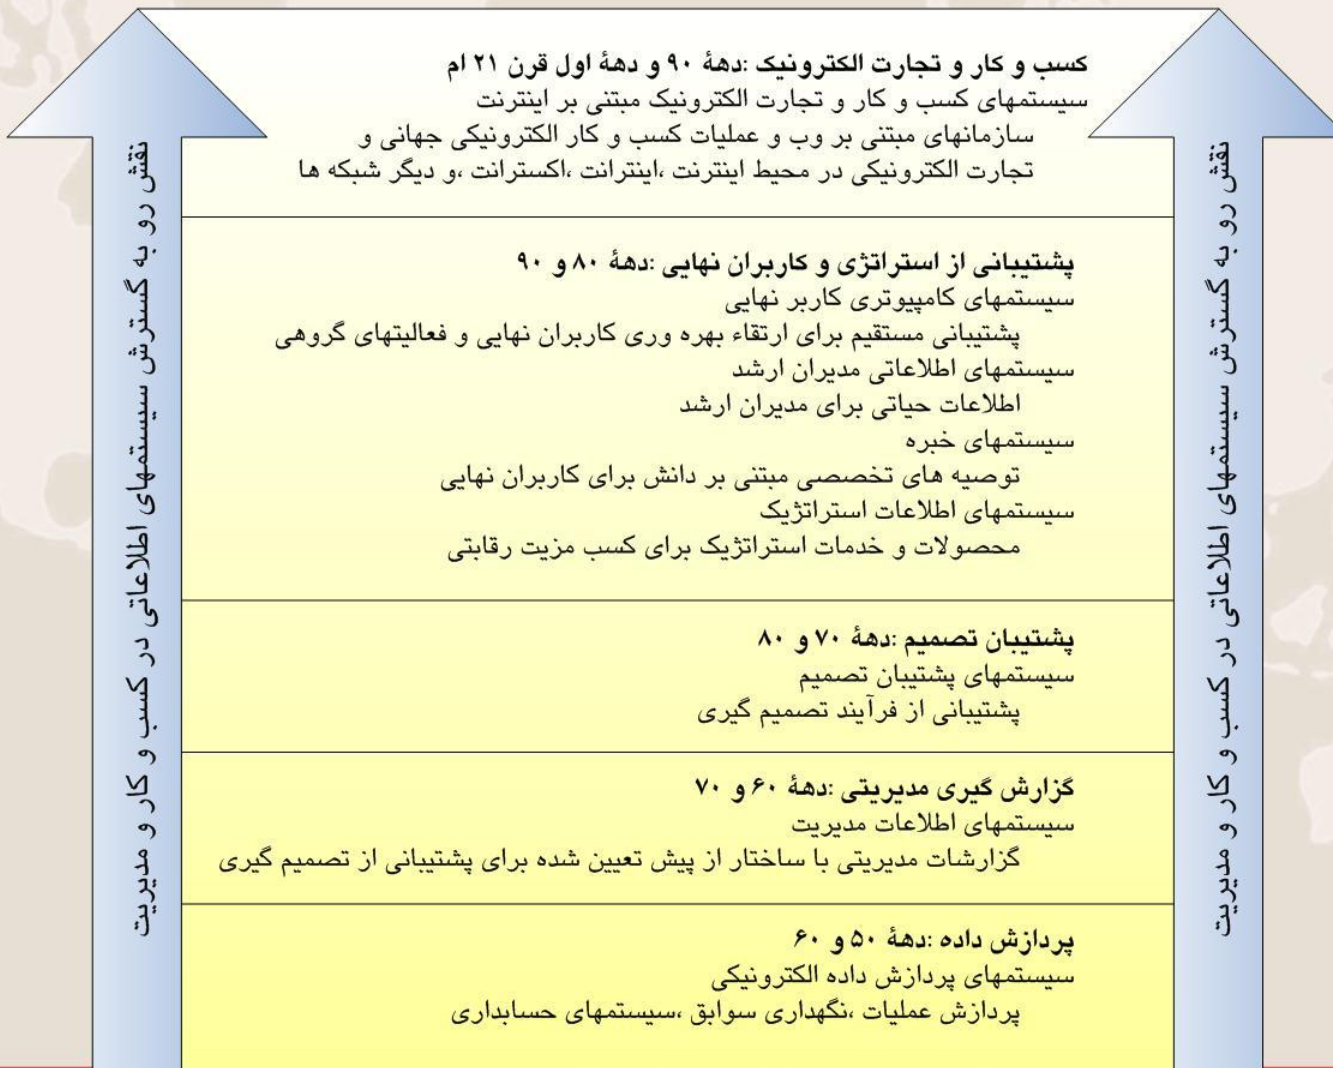 کسب و کار و تجارت الکترونیک :دههٔ ۹۰ و دههٔ اول قرن ۲۱ ام
سیستمهای کسب و کار و تجارت الکترونیک مبتنی بر اینترنت
سازمانهای مبتنی بر وب و عملیات کسب و کار الکترونیکی جهانی و
تجارت الکترونیکی در محیط اینترنت ،اینترانت ،اکسترانت ،و دیگر شبکه ها
پشتیبانی از استراتژی و کاربران نهایی :دههٔ ۸۰ و ۹۰
سیستمهای کامپیوتری کاربر نهایی
پشتیبانی مستقیم برای ارتقاء بهره وری کاربران نهایی و فعالیتهای گروهی
سیستمهای اطلاعاتی مدیران ارشد
اطلاعات حیاتی برای مدیران ارشد
سیستمهای خبره
توصیه های تخصصی مبتنی بر دانش برای کاربران نهایی
سیستمهای اطلاعات استراتژیک
محصولات و خدمات استراتژیک برای کسب مزیت رقابتی
پشتیبان تصمیم :دههٔ ۷۰ و ۸۰
سیستمهای پشتیبان تصمیم
پشتیبانی از فرآیند تصمیم گیری
گزارش گیری مدیریتی :دههٔ ۶۰ و ۷۰
سیستمهای اطلاعات مدیریت
گزارشات مدیریتی با ساختار از پیش تعیین شده برای پشتیبانی از تصمیم گیری
پردازش داده :دههٔ ۵۰ و ۶۰
سیستمهای پردازش داده الکترونیکی
پردازش عملیات ،نگهداری سوابق ،سیستمهای حسابداری
نقش رو به گسترش سیستمهای اطلاعاتی در کسب و کار و مدیریت
نقش رو به گسترش سیستمهای اطلاعاتی در کسب و کار و مدیریت